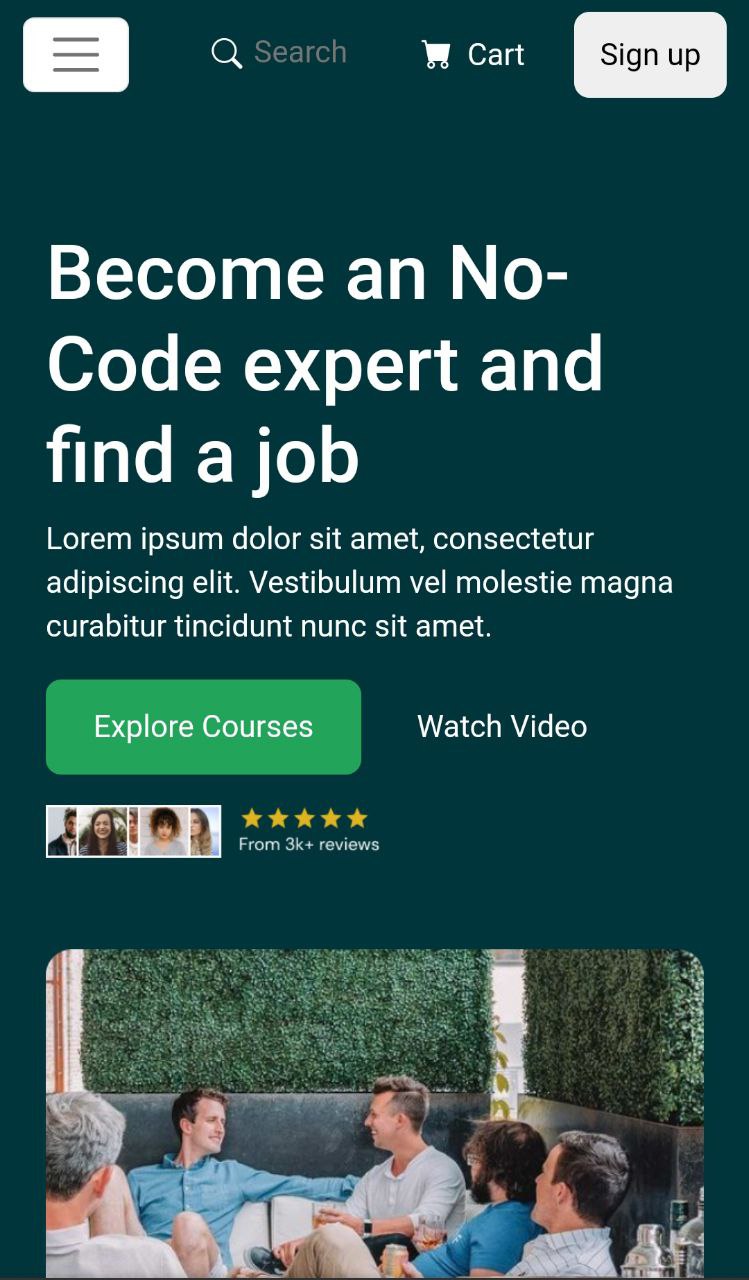 Search
Cart
Sign up
Become an No-
Code expert and
find a job
Lorem ipsum dolor sit amet, consectetur
adipiscing elit. Vestibulum vel molestie magna
curabitur tincidunt nunc sit amet.
Explore Courses
Watch Video
From 3k+ reviews